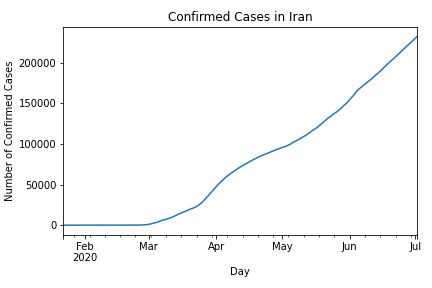 Confirmed Cases in Iran
Number of Confirmed Cases
200000
150000
100000
50000
0
Feb Mar Apr May Jun Jul
2020
Day